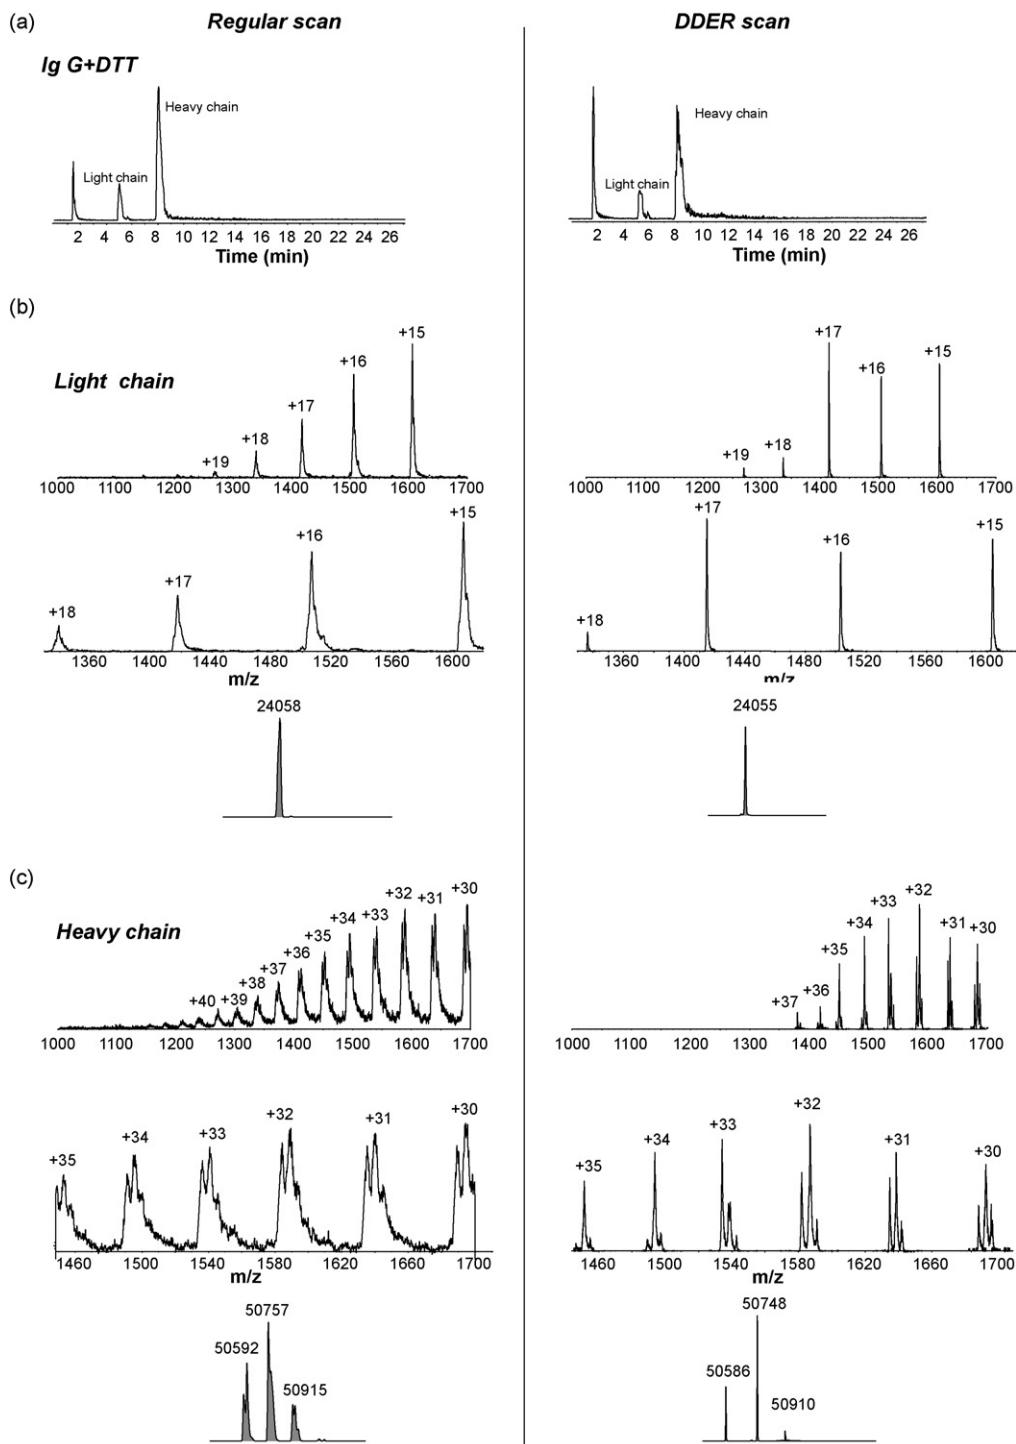 (a)
Regular scan
DDER scan
Ig G+DTT
Heavy chain
Light chain
2 4 6 8 10 12 14 16 18 20 22 24 26
Time (min)
Heavy chain
Light chain
2 4 6 8 10 12 14 16 18 20 22 24 26
Time (min)
(b)
Light chain
+19 +18 +17 +16 +15
1000 1100 1200 1300 1400 1500 1600 1700
+19 +18 +17 +16 +15
1000 1100 1200 1300 1400 1500 1600 1700
+18 +17 +16 +15
1360 1400 1440 1480 1520 1560 1600
m/z
+18 +17 +16 +15
1360 1400 1440 1480 1520 1560 1600
m/z
24058
24055
(c)
Heavy chain
+40 +39 +38 +37 +36 +35 +34 +33 +32 +31 +30
1000 1100 1200 1300 1400 1500 1600 1700
+37 +36 +35 +34 +33 +32 +31 +30
1000 1100 1200 1300 1400 1500 1600 1700
+35 +34 +33 +32 +31 +30
1460 1500 1540 1580 1620 1660 1700
m/z
+35 +34 +33 +32 +31 +30
1460 1500 1540 1580 1620 1660 1700
m/z
50592 50757 50915
50586 50748 50910